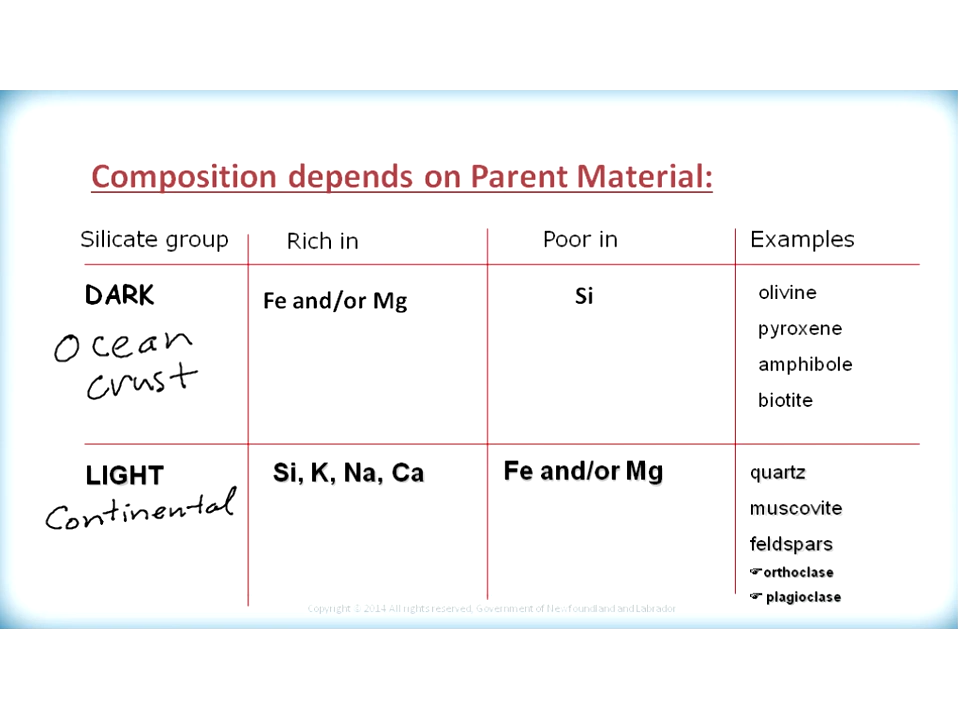 Composition depends on Parent Material:
Silicate group Rich in Poor in Examples
DARK Fe and/or Mg Si olivine
Ocean pyroxene
crust amphibole
biotite
LIGHT Si, K, Na, Ca Fe and/or Mg quartz
Continental muscovite
feldspars
☞orthoclase
☞ plagioclase
Copyright © 2014 All rights reserved, Government of Newfoundland and Labrador